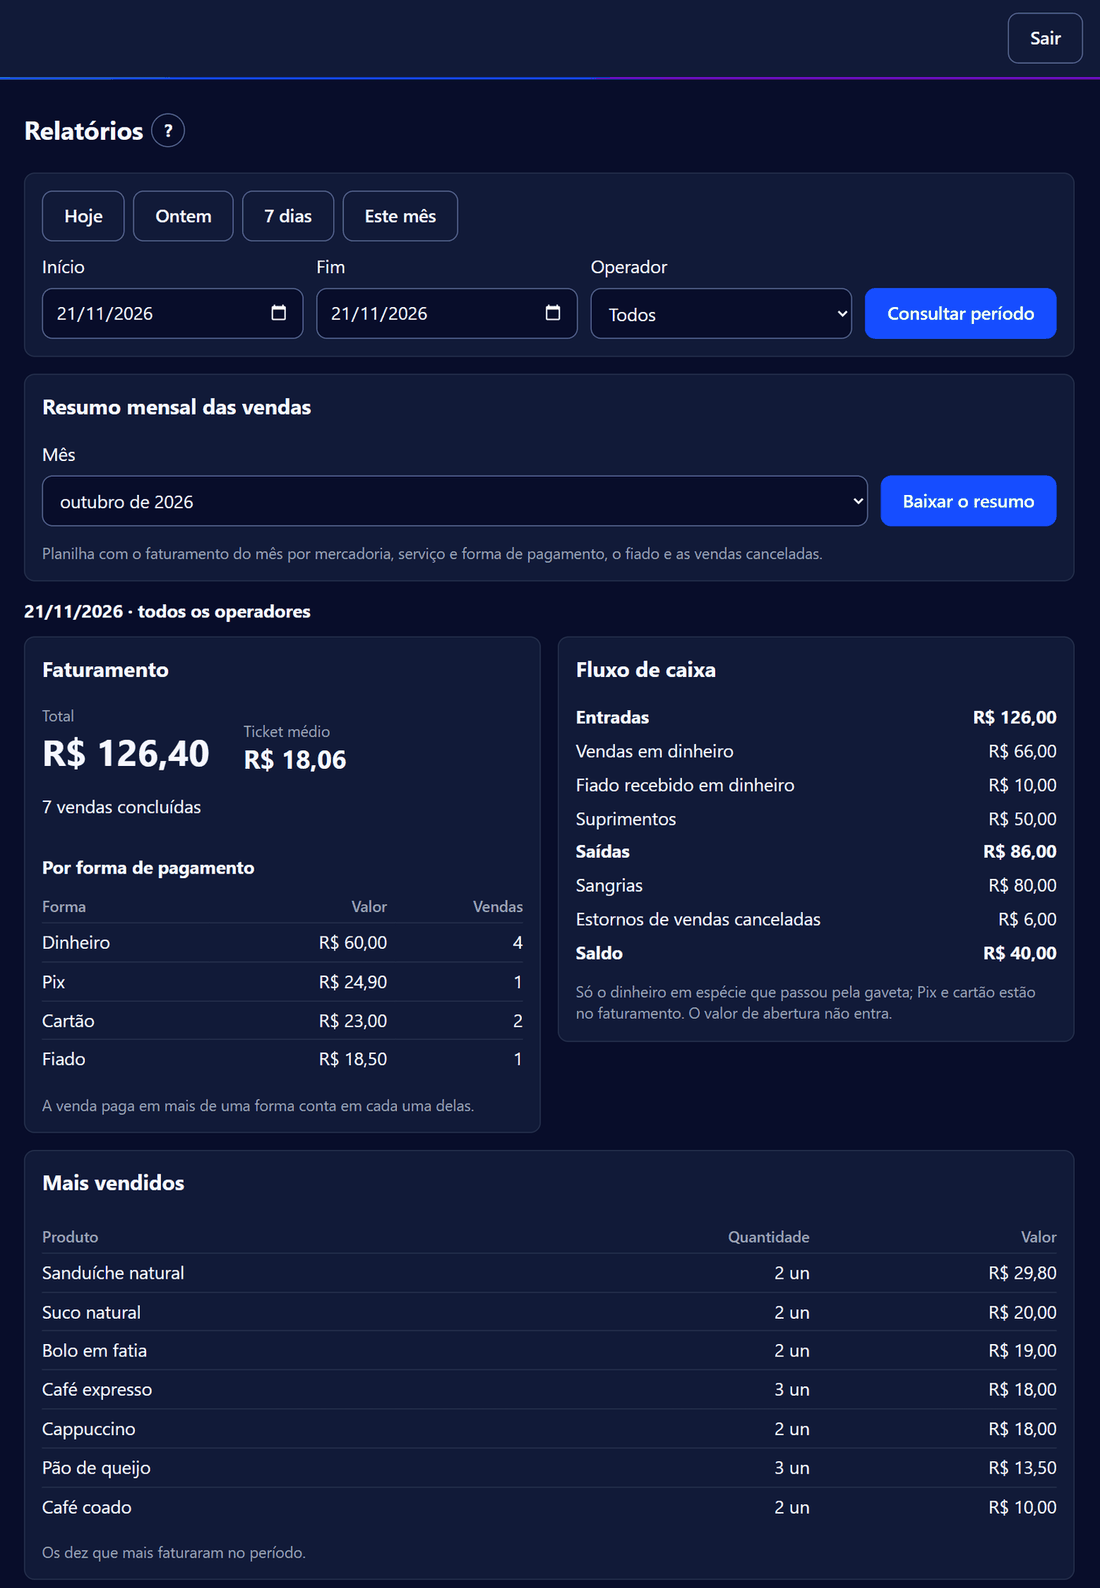 Sair
Relatórios ?
Hoje Ontem 7 dias Este mês
Início Fim Operador
21/11/2026 21/11/2026 Todos Consultar período
Resumo mensal das vendas
Mês
outubro de 2026 Baixar o resumo
Planilha com o faturamento do mês por mercadoria, serviço e forma de pagamento, o fiado e as vendas canceladas.
21/11/2026 · todos os operadores
Faturamento
Total
R$ 126,40
Ticket médio
R$ 18,06
7 vendas concluídas
Por forma de pagamento
Forma Valor Vendas
Dinheiro R$ 60,00 4
Pix R$ 24,90 1
Cartão R$ 23,00 2
Fiado R$ 18,50 1
A venda paga em mais de uma forma conta em cada uma delas.
Fluxo de caixa
Entradas R$ 126,00
Vendas em dinheiro R$ 66,00
Fiado recebido em dinheiro R$ 10,00
Suprimentos R$ 50,00
Saídas R$ 86,00
Sangrias R$ 80,00
Estornos de vendas canceladas R$ 6,00
Saldo R$ 40,00
Só o dinheiro em espécie que passou pela gaveta; Pix e cartão estão
no faturamento. O valor de abertura não entra.
Mais vendidos
Produto Quantidade Valor
Sanduíche natural 2 un R$ 29,80
Suco natural 2 un R$ 20,00
Bolo em fatia 2 un R$ 19,00
Café expresso 3 un R$ 18,00
Cappuccino 2 un R$ 18,00
Pão de queijo 3 un R$ 13,50
Café coado 2 un R$ 10,00
Os dez que mais faturaram no período.